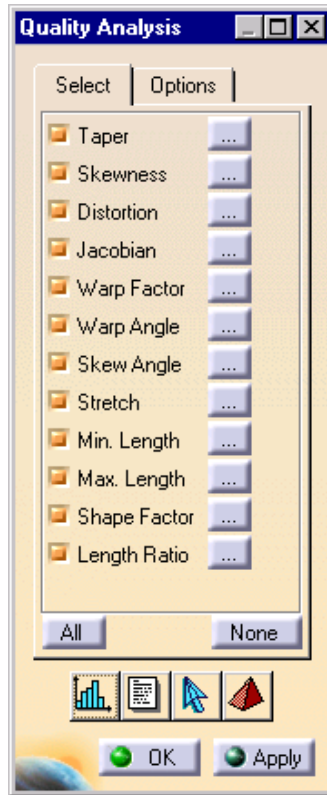 Quality Analysis
Select Options
Taper ...
Skewness ...
Distortion ...
Jacobian ...
Warp Factor ...
Warp Angle ...
Skew Angle ...
Stretch ...
Min. Length ...
Max. Length ...
Shape Factor ...
Length Ratio ...
All None
OK Apply